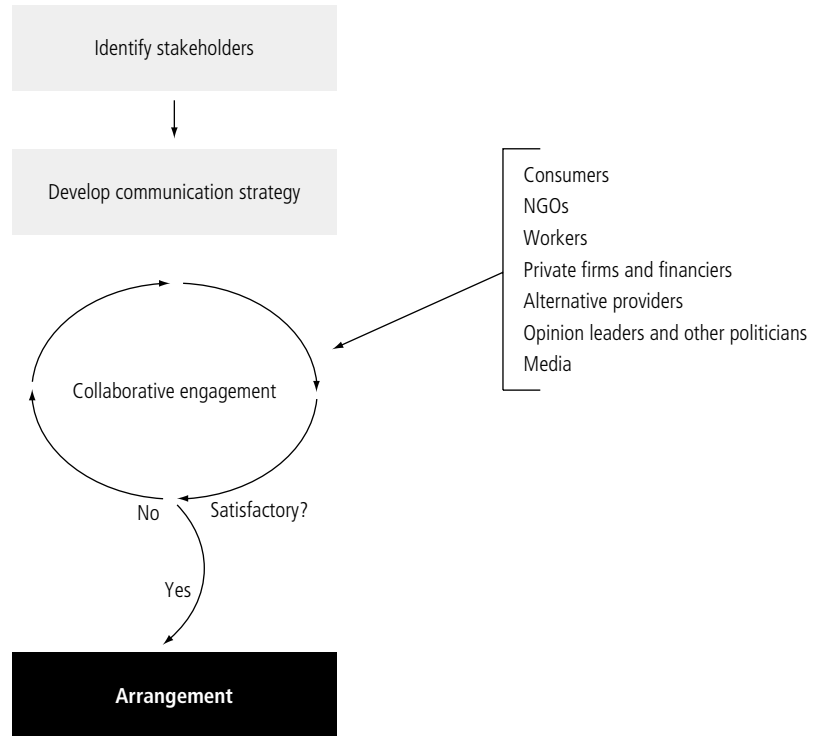 Identify stakeholders
Develop communication strategy
Consumers
NGOs
Workers
Private firms and financiers
Alternative providers
Opinion leaders and other politicians
Media
Collaborative engagement
Satisfactory?
No
Yes
Arrangement